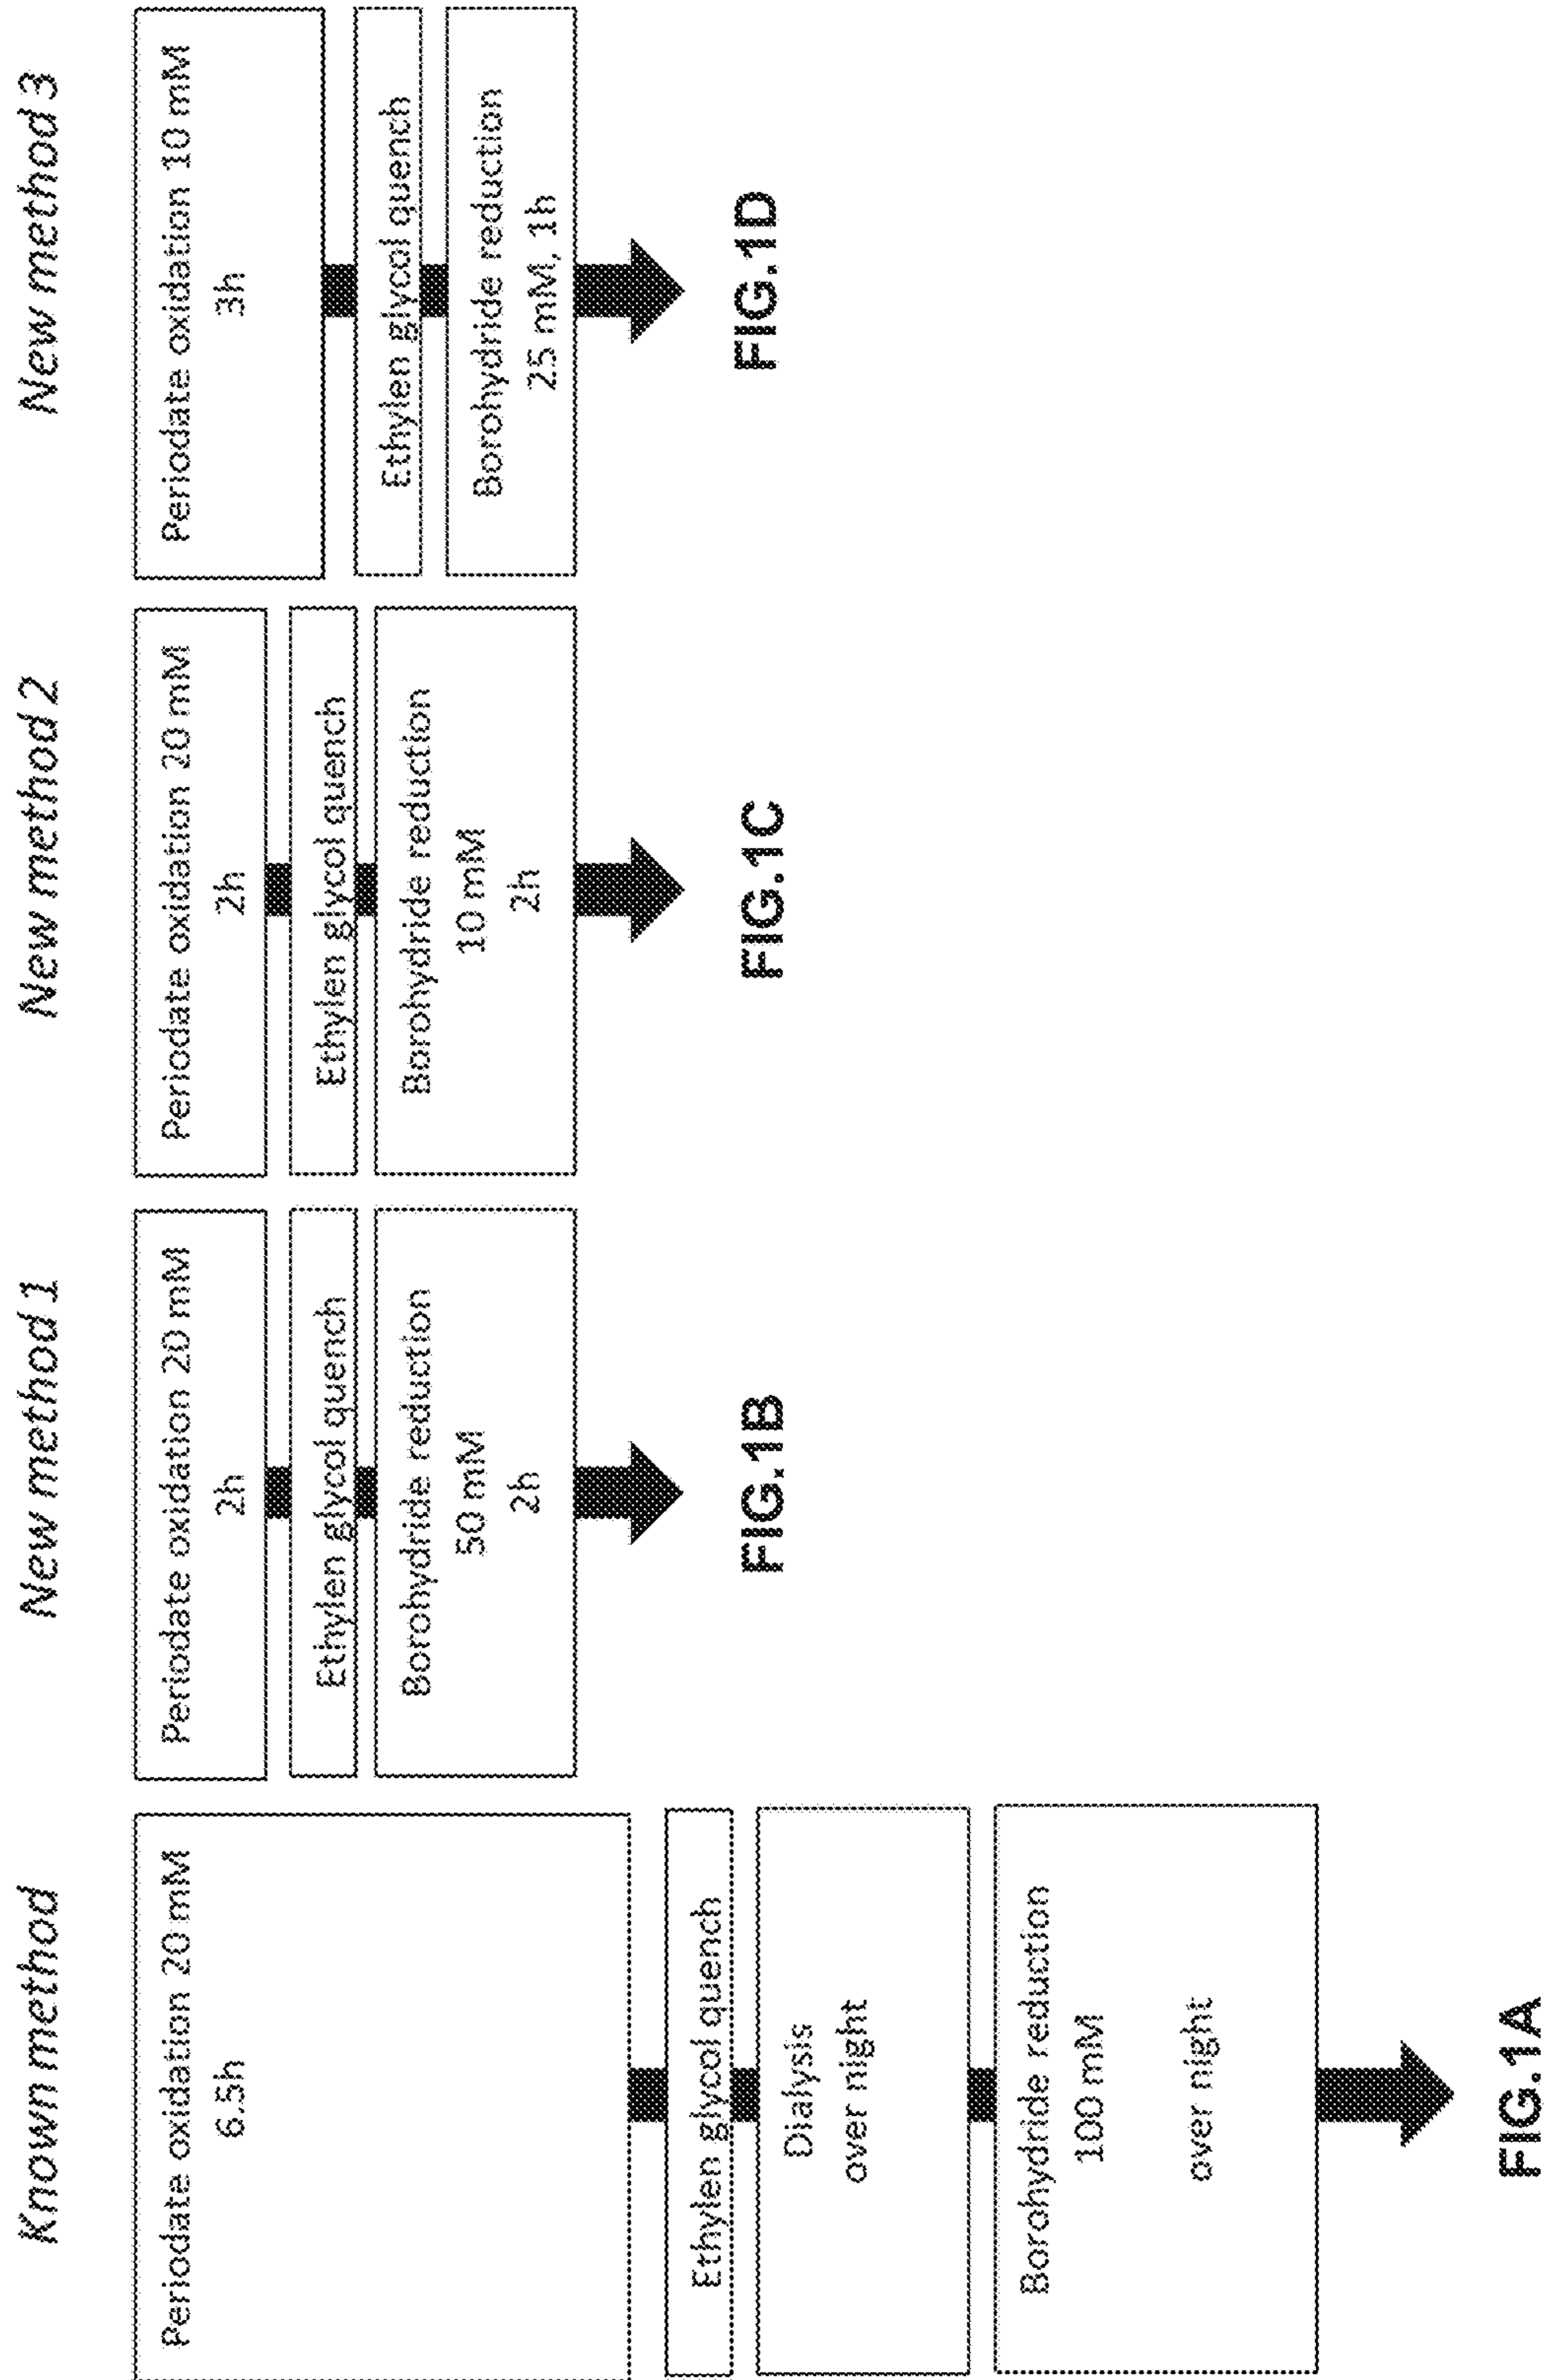 Known method
Periodate oxidation 20 mM
6.5h
Ethylen glycol quench
Dialysis
over night
Borohydride reduction
100 mM
over night
FIG.1A
New method 1
Periodate oxidation 20 mM
2h
Ethylen glycol quench
Borohydride reduction
50 mM
2h
FIG.1B
New method 2
Periodate oxidation 20 mM
2h
Ethylen glycol quench
Borohydride reduction
10 mM
2h
FIG.1C
New method 3
Periodate oxidation 10 mM
3h
Ethylen glycol quench
Borohydride reduction
25 mM, 1h
FIG.1D